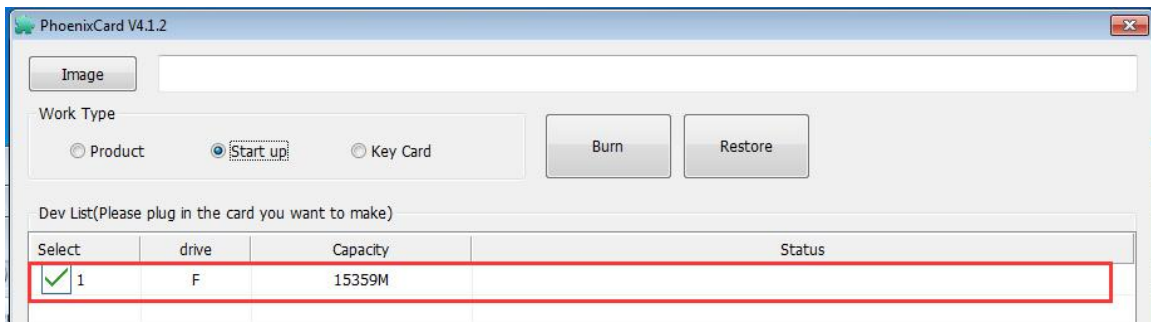 PhoenixCard V4.1.2
Image
Work Type
Product Start up Key Card
Burn Restore
Dev List(Please plug in the card you want to make)
Select drive Capacity Status
1 F 15359M